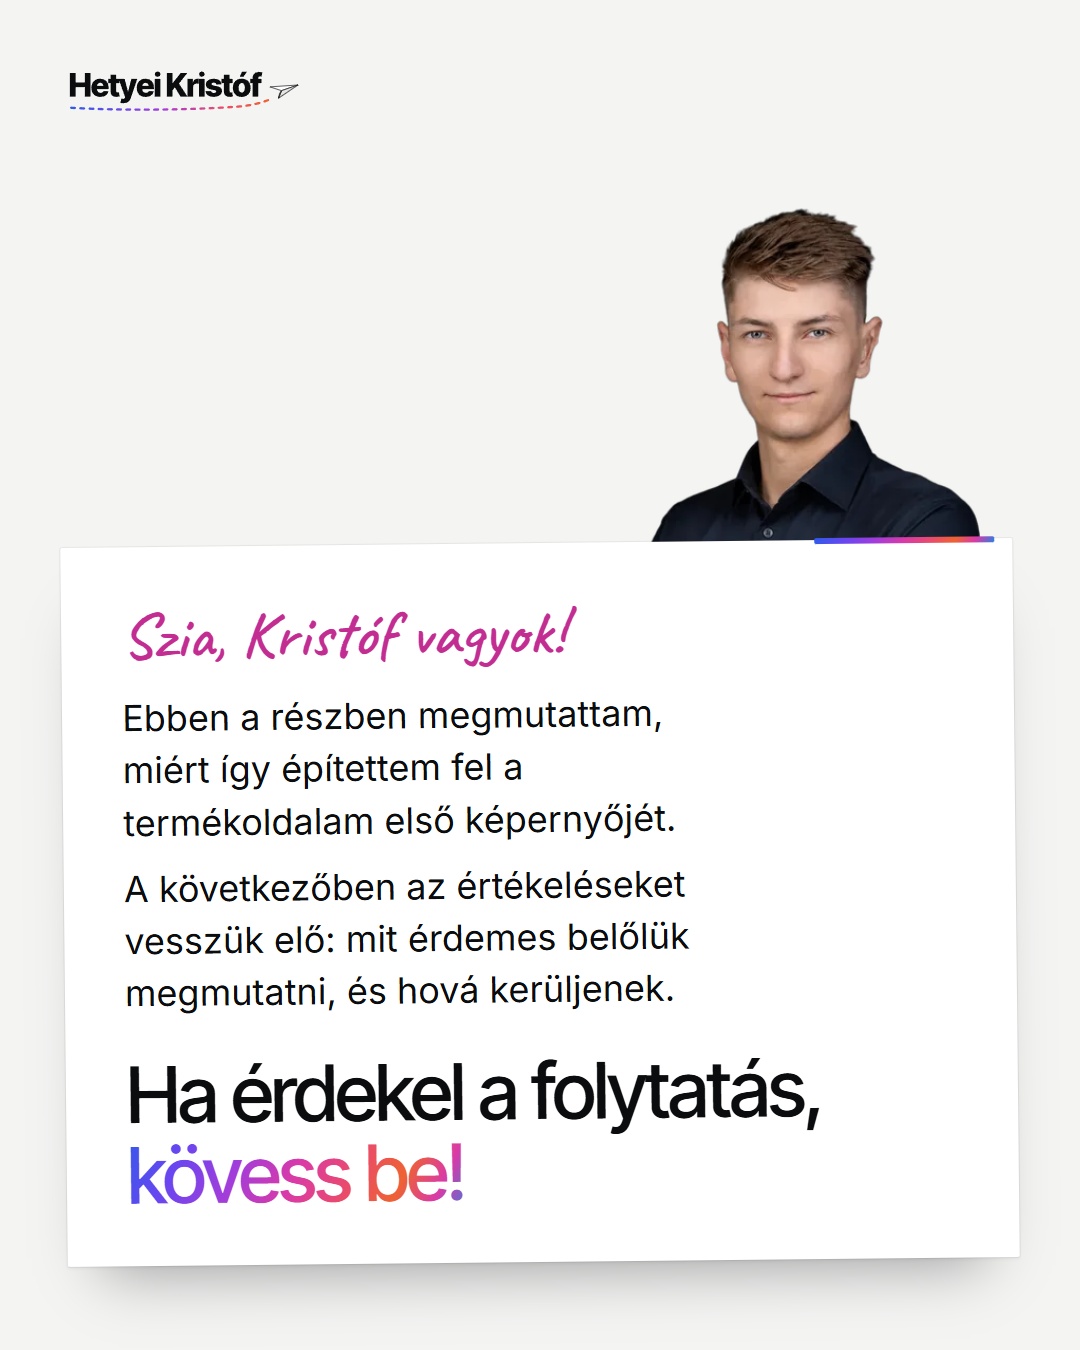 Hetyei Kristóf
Szia, Kristóf vagyok!
Ebben a részben megmutattam,
miért így építettem fel a
termékoldalam első képernyőjét.
A következőben az értékeléseket
vesszük elő: mit érdemes belőlük
megmutatni, és hová kerüljenek.
Ha érdekel a folytatás,
kövess be!